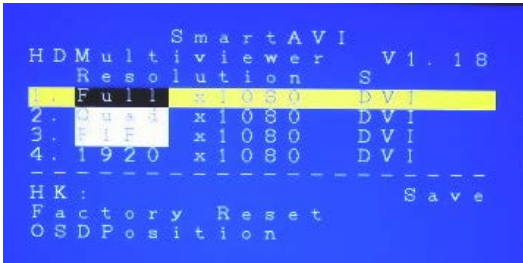 SmartAVI
HDMultiviewer V1.18
Resolution S
1. Full x1080 DVI
2. Quad x1080 DVI
3. PIP x1080 DVI
4. 1920 x1080 DVI
HK: Save
Factory Reset
OSDPosition